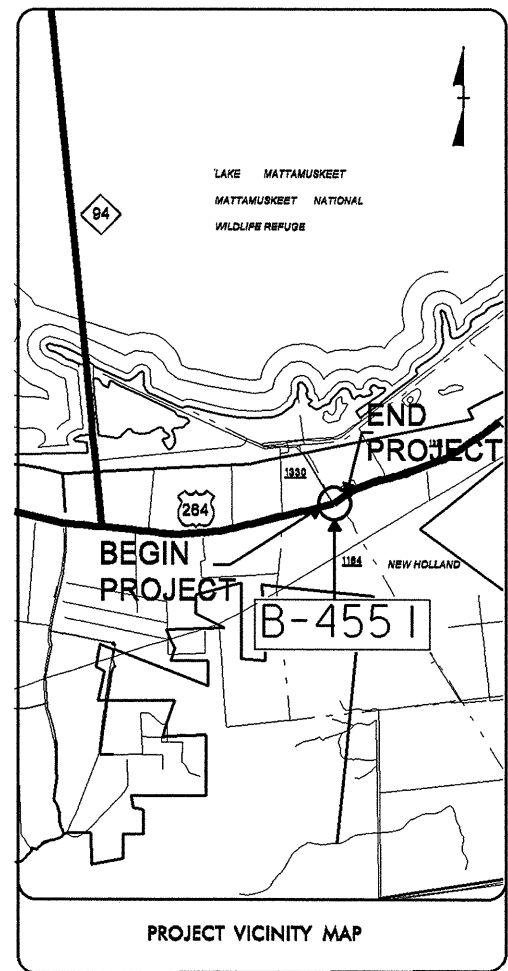 LAKE MATTAMUSKEET
MATTAMUSKEET NATIONAL
WILDLIFE REFUGE
94
END
PROJECT
1330
264
BEGIN
PROJECT
1164
NEW HOLLAND
B-4551
PROJECT VICINITY MAP